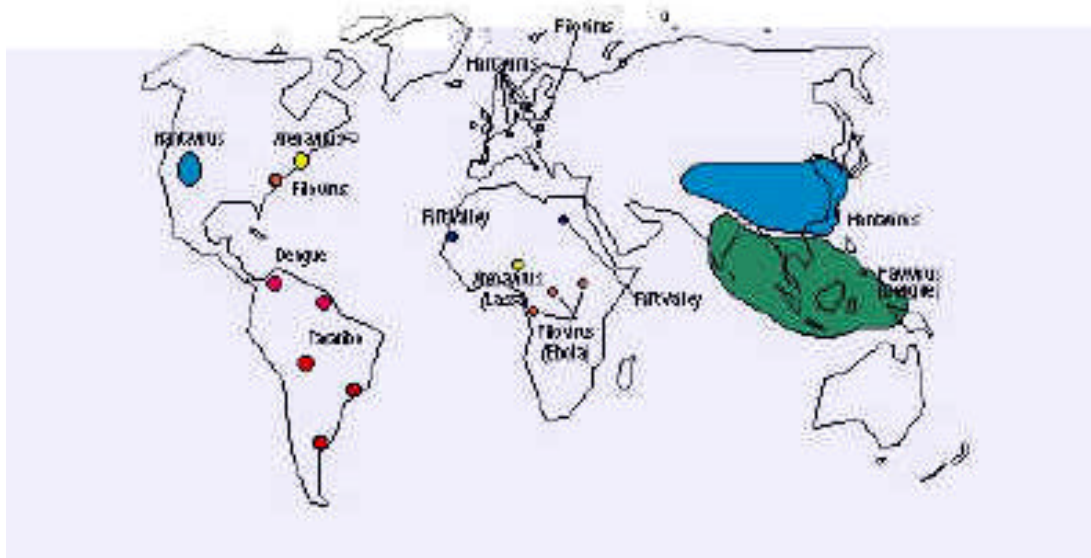 Filovirus
Hantavirus
Hantavirus
Arenavirus
Filovirus
Rift Valley
Hantavirus
Dengue
Arenavirus
(Lassa)
Flavivirus
(Dengue)
Rift Valley
Filovirus
(Ebola)